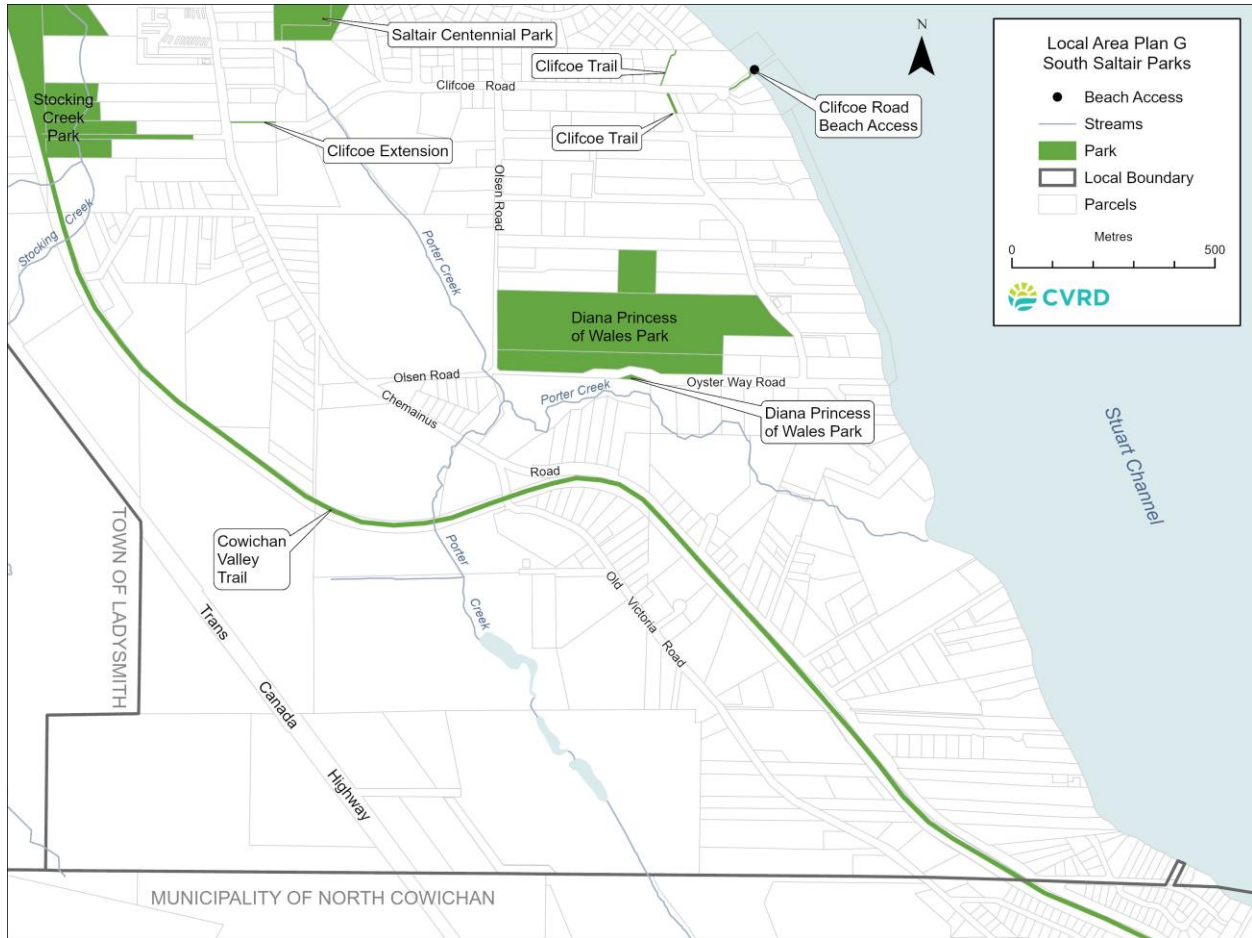 Saltair Centennial Park
Clifcoe Trail
Clifcoe Road
Clifcoe Road
Beach Access
Stocking
Creek
Park
Clifcoe Extension
Clifcoe Trail
Olsen Road
Stocking Creek
Porter Creek
Diana Princess
of Wales Park
Olsen Road
Chemainus
Porter Creek
Oyster Way Road
Diana Princess
of Wales Park
Road
Stuart Channel
Cowichan
Valley
Trail
Porter
Creek
Old Victoria Road
TOWN OF LADYSMITH
Trans
Canada
Highway
MUNICIPALITY OF NORTH COWICHAN
N
Local Area Plan G
South Saltair Parks
Beach Access
Streams
Park
Local Boundary
Parcels
Metres
0 500
CVRD